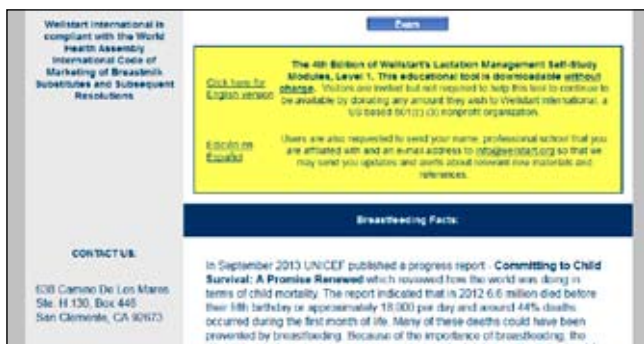 Wellstart International is
compliant with the World
Health Assembly
International Code of
Marketing of Breastmilk
Substitutes and Subsequent
Resolutions
CONTACT US:
638 Camino De Los Mares
Ste. H 130, Box 446
San Clemente, CA 92673
Exam
Click here for
English version
The 4th Edition of Wellstart's Lactation Management Self-Study
Modules, Level 1. This educational tool is downloadable without
charge. Visitors are invited but not required to help this tool to continue to
be available by donating any amount they wish to Wellstart International, a
US based 501(c) (3) nonprofit organization.
Edición en
Español
Users are also requested to send your name, professional school that you
are affiliated with and an e-mail address to info@wellstart.org so that we
may send you updates and alerts about relevant new materials and
references.
Breastfeeding Facts:
In September 2013 UNICEF published a progress report - Committing to Child
Survival: A Promise Renewed which reviewed how the world was doing in
terms of child mortality. The report indicated that in 2012 6.6 million died before
their fifth birthday or approximately 18 000 per day and around 44% deaths
occurred during the first month of life. Many of these deaths could have been
prevented by breastfeeding. Because of the importance of breastfeeding, the